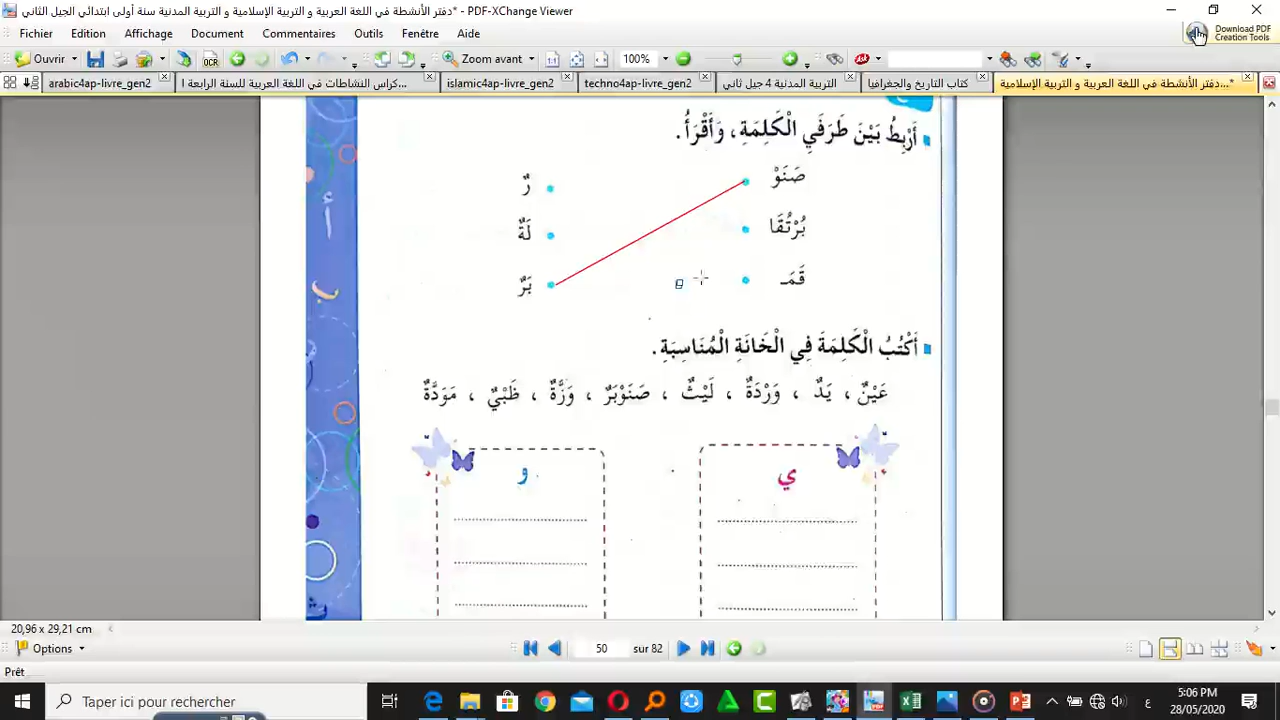 دفتر الأنشطة في اللغة العربية و التربية الإسلامية و التربية المدنية سنة أولى ابتدائي الجيل الثاني* - PDF-XChange Viewer
Fichier Edition Affichage Document Commentaires Outils Fenêtre Aide
Download PDF Creation Tools
Ouvrir OCR 100% Zoom avant
arabic4ap-livre_gen2 كراس النشاطات في اللغة العربية للسنة الرابعة ا... islamic4ap-livre_gen2 techno4ap-livre_gen2 التربية المدنية 4 جيل ثاني كتاب التاريخ والجغرافيا دفتر الأنشطة في اللغة العربية و التربية الإسلامية...*
أَرْبِطُ بَيْنَ طَرَفَيِ الْكَلِمَةِ، وَأَقْرَأُ.
صَنَوْ رٌ
بُرْتُقَا لَةٌ
قَمَـ بَرٌ
أَكْتُبُ الْكَلِمَةَ فِي الْخَانَةِ الْمُنَاسِبَةِ.
عَيْنٌ ، يَدٌ ، وَرْدَةٌ ، لَيْثٌ ، صَنَوْبَرٌ ، وَزَّةٌ ، ظَبْيٌ ، مَوَدَّةٌ
ي و
أ
ب
ث
20,96 x 29,21 cm
Options 50 sur 82
Prêt
Taper ici pour rechercher
ع 5:06 PM
28/05/2020